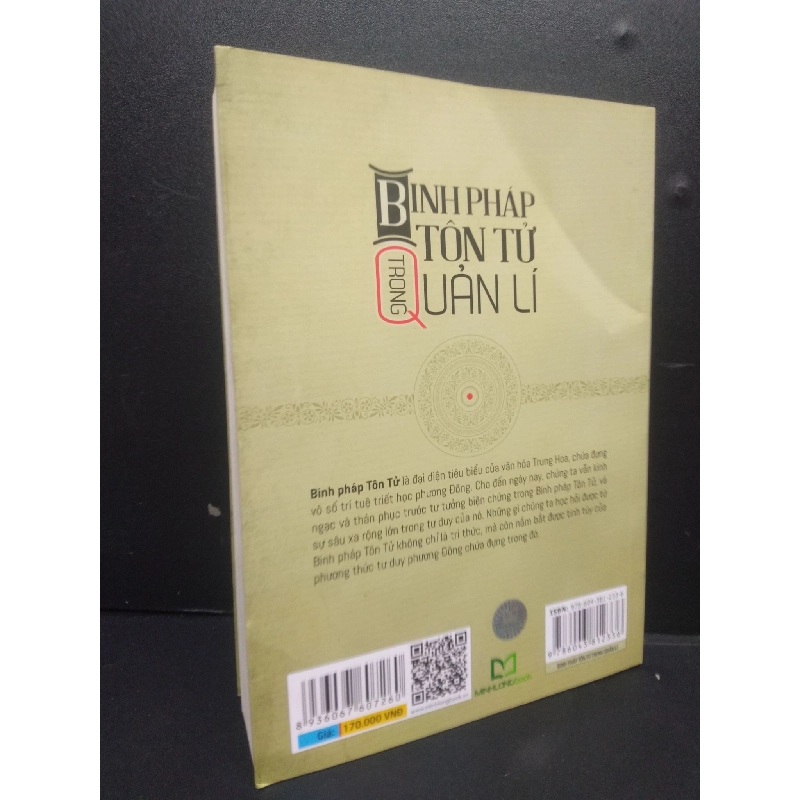 BINH PHÁP
TÔN TỬ
TRONG
QUẢN LÍ
Binh pháp Tôn Tử là đại diện tiêu biểu của văn hóa Trung Hoa, chứa đựng
vô số trí tuệ triết học phương Đông. Cho đến ngày nay, chúng ta vẫn kinh
ngạc và thán phục trước tư tưởng biện chứng trong Binh pháp Tôn Tử, và
sự sâu xa rộng lớn trong tư duy của nó. Những gì chúng ta học hỏi được từ
Binh pháp Tôn Tử không chỉ là tri thức, mà còn nắm bắt được tinh túy của
phương thức tư duy phương Đông chứa đựng trong đó.
8 936067 607260
Giá: 170.000 VNĐ
MINHLONGbook
ISBN:
9 786043 812336